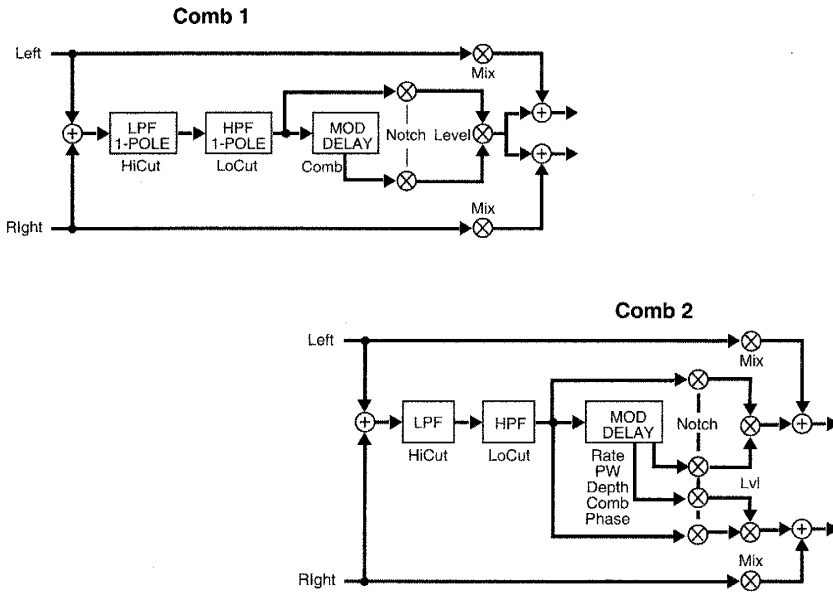 Comb 1
Left
Mix
LPF
1-POLE
HPF
1-POLE
MOD
DELAY
Notch
Level
HiCut
LoCut
Comb
Mix
RIght
Comb 2
Left
Mix
LPF
HPF
MOD
DELAY
Notch
HiCut
LoCut
Rate
PW
Depth
Comb
Phase
Lvl
Mix
RIght